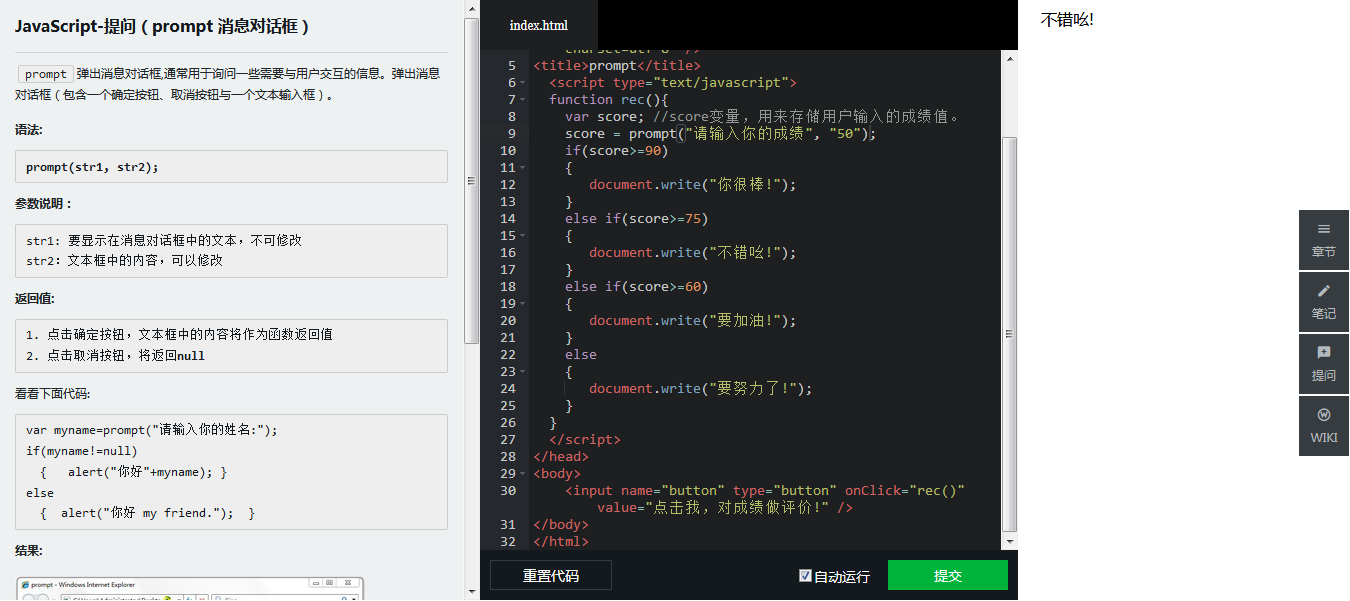 JavaScript-提问（prompt 消息对话框）
prompt 弹出消息对话框,通常用于询问一些需要与用户交互的信息。弹出消息
对话框（包含一个确定按钮、取消按钮与一个文本输入框）。
语法:
prompt(str1, str2);
参数说明：
str1: 要显示在消息对话框中的文本，不可修改
str2：文本框中的内容，可以修改
返回值:
1. 点击确定按钮，文本框中的内容将作为函数返回值
2. 点击取消按钮，将返回null
看看下面代码:
var myname=prompt("请输入你的姓名:");
if(myname!=null)
{   alert("你好"+myname); }
else
{  alert("你好 my friend.");  }
结果:
prompt - Windows Internet Explorer
index.html
charset=utf-8" />
5 <title>prompt</title>
6 <script type="text/javascript">
7 function rec(){
8 var score; //score变量，用来存储用户输入的成绩值。
9 score = prompt("请输入你的成绩", "50");
10 if(score>=90)
11 {
12 document.write("你很棒!");
13 }
14 else if(score>=75)
15 {
16 document.write("不错吆!");
17 }
18 else if(score>=60)
19 {
20 document.write("要加油!");
21 }
22 else
23 {
24 document.write("要努力了!");
25 }
26 }
27 </script>
28 </head>
29 <body>
30 <input name="button" type="button" onClick="rec()"
value="点击我，对成绩做评价!" />
31 </body>
32 </html>
重置代码
自动运行
提交
不错吆!
章节
笔记
提问
WIKI